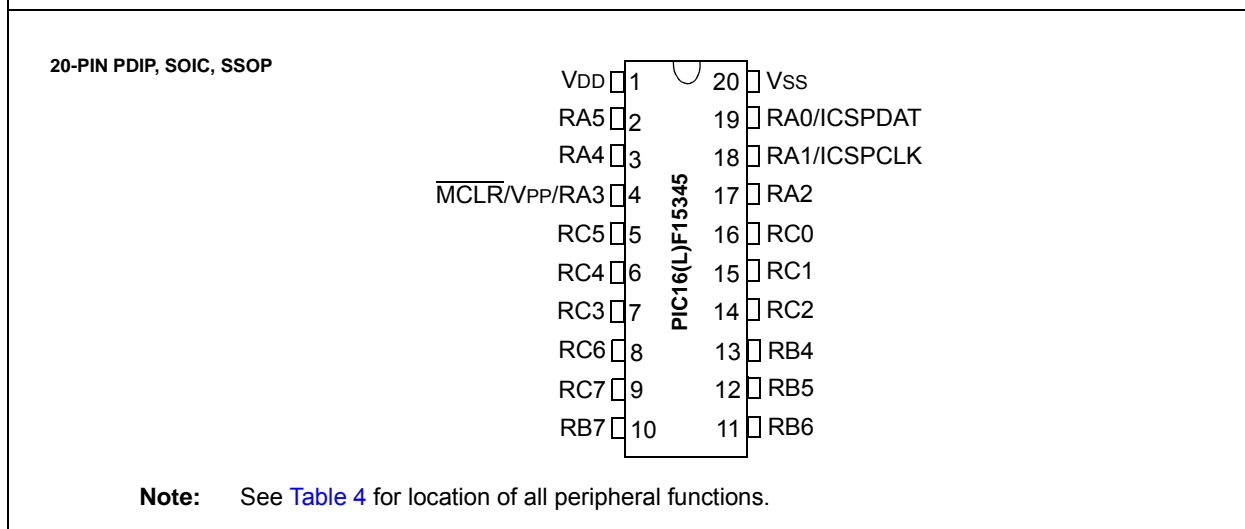 20-PIN PDIP, SOIC, SSOP
VDD 1 20 VSS
RA5 2 19 RA0/ICSPDAT
RA4 3 18 RA1/ICSPCLK
MCLR/VPP/RA3 4 17 RA2
RC5 5 16 RC0
RC4 6 15 RC1
RC3 7 14 RC2
RC6 8 13 RB4
RC7 9 12 RB5
RB7 10 11 RB6
PIC16(L)F15345
Note: See Table 4 for location of all peripheral functions.